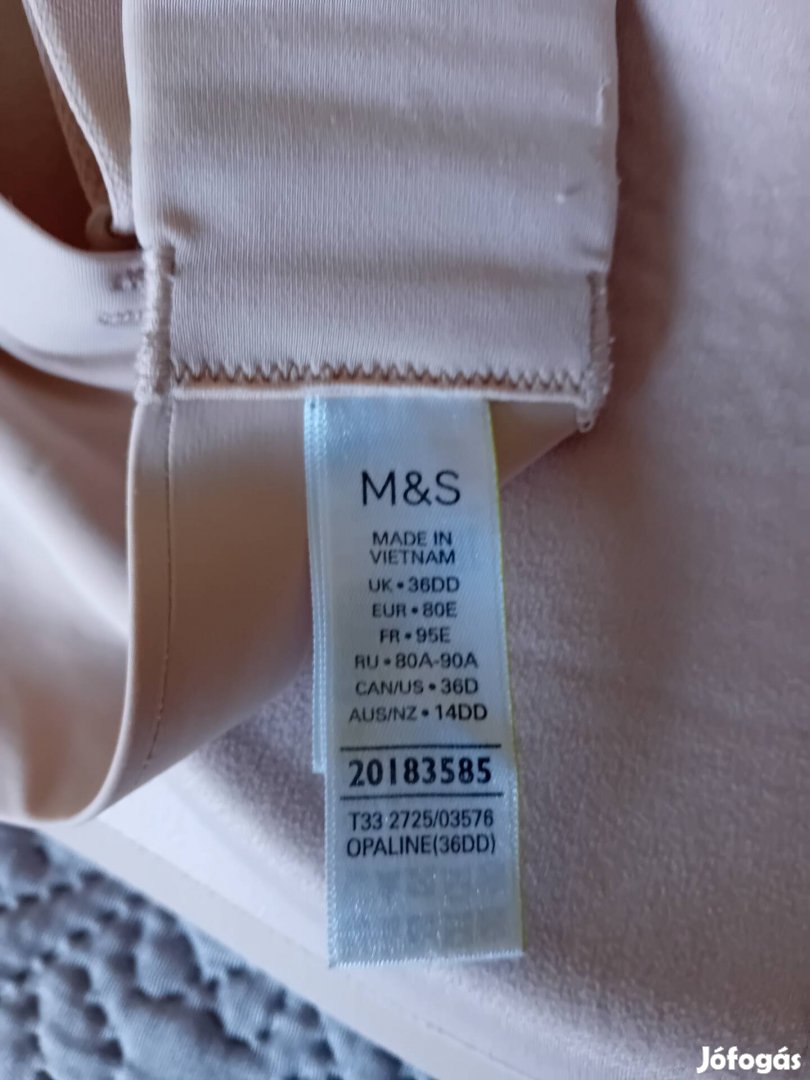 M&S
MADE IN
VIETNAM
UK • 36DD
EUR • 80E
FR • 95E
RU • 80A-90A
CAN/US • 36D
AUS/NZ • 14DD
20183585
T33 2725/03576
OPALINE(36DD)
Jófogás